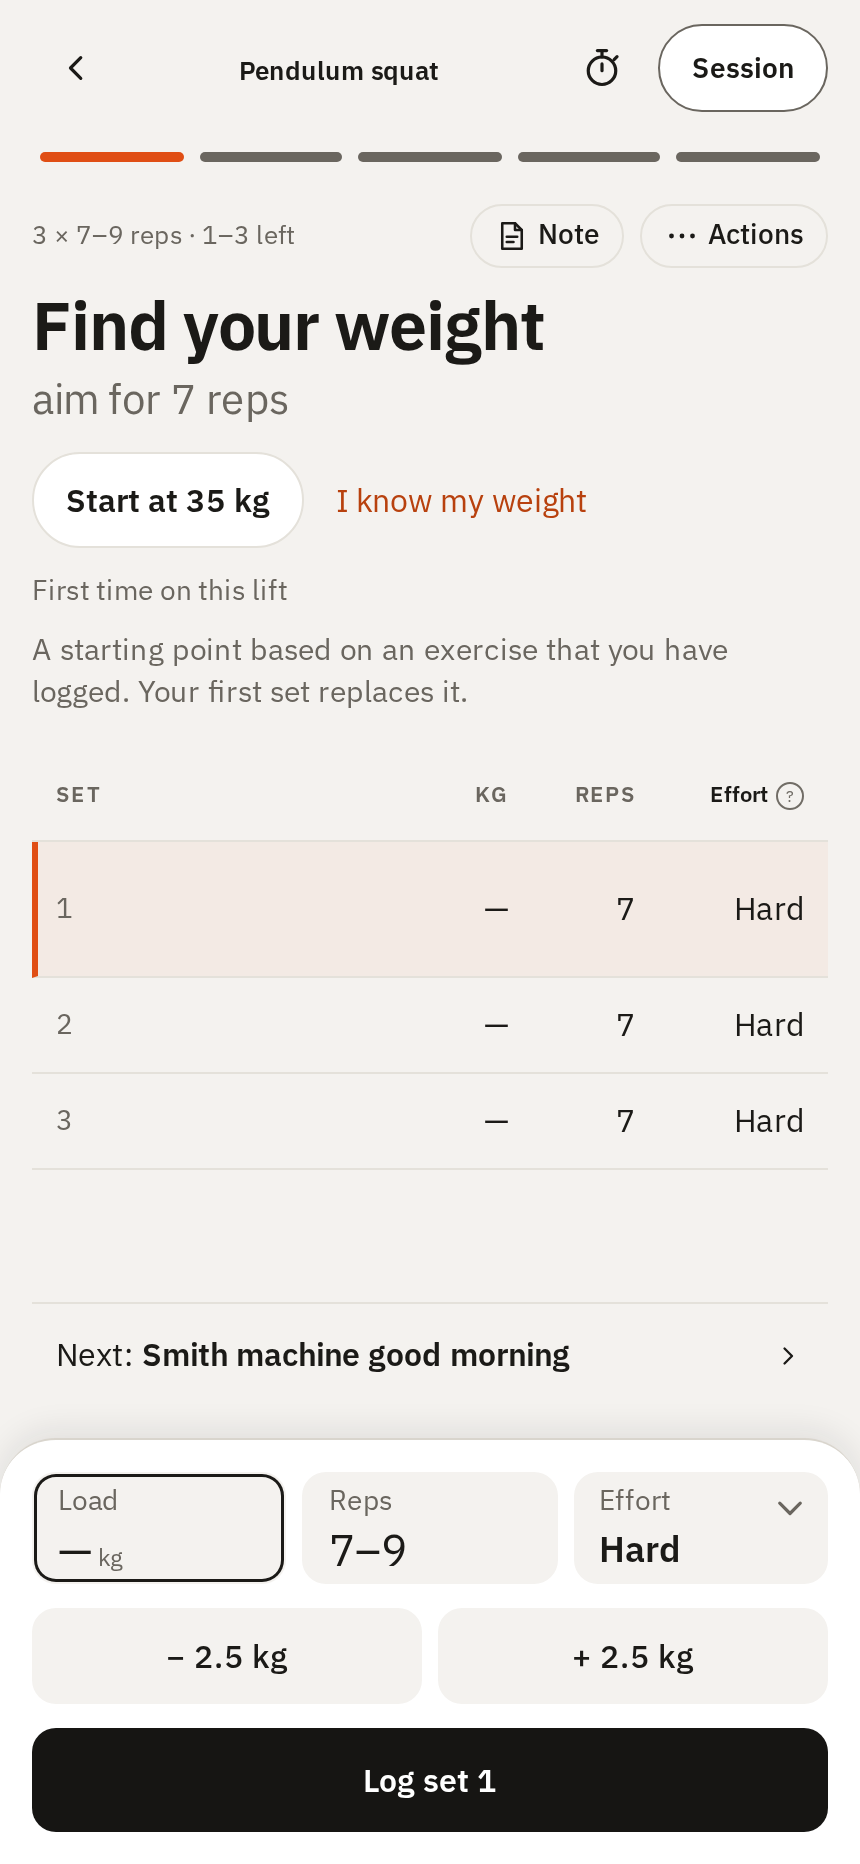 Pendulum squat
Session
3 × 7–9 reps · 1–3 left
Note
··· Actions
Find your weight
aim for 7 reps
Start at 35 kg
I know my weight
First time on this lift
A starting point based on an exercise that you have
logged. Your first set replaces it.
SET KG REPS Effort ?
1 — 7 Hard
2 — 7 Hard
3 — 7 Hard
Next: Smith machine good morning
Load Reps Effort
— kg 7–9 Hard
− 2.5 kg + 2.5 kg
Log set 1